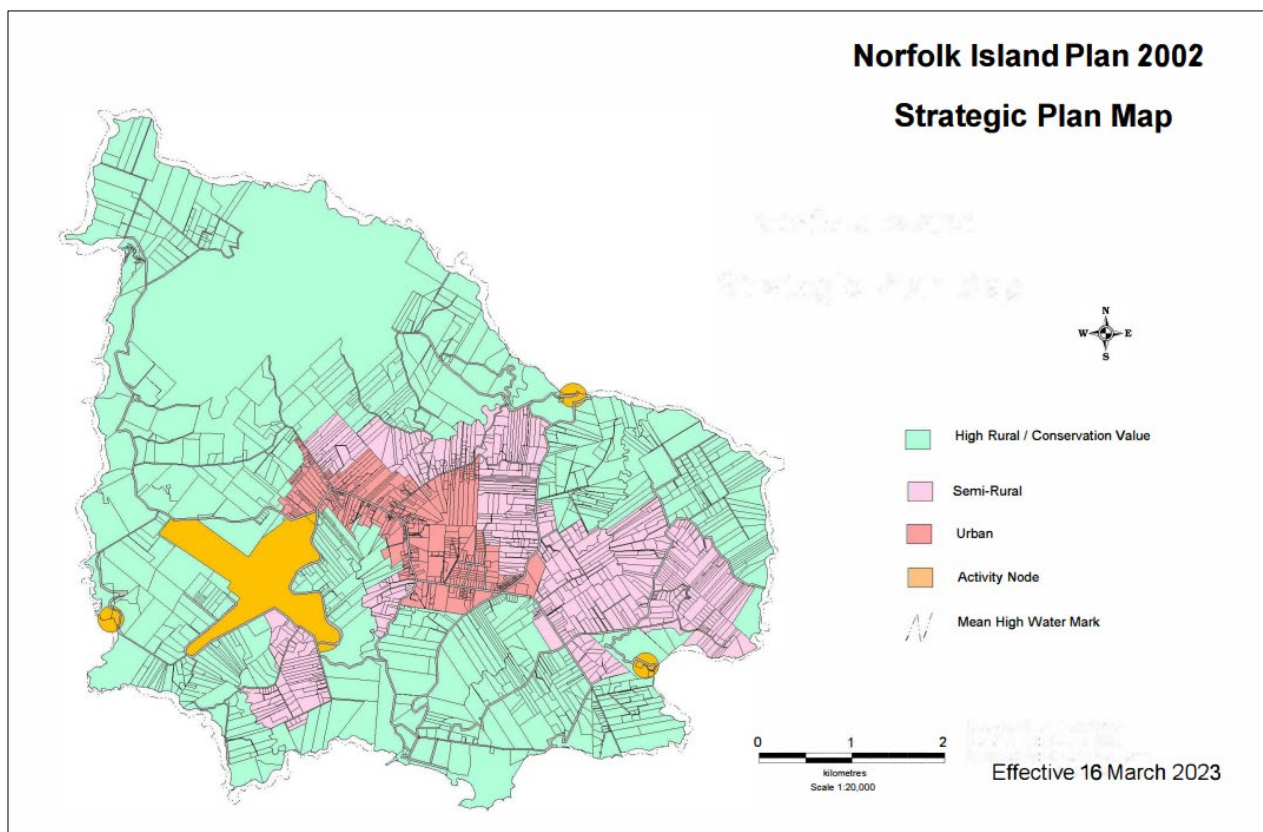 Norfolk Island Plan 2002
Strategic Plan Map
N
W E
S
High Rural / Conservation Value
Semi-Rural
Urban
Activity Node
Mean High Water Mark
0 1 2
kilometres
Scale 1:20,000
Effective 16 March 2023